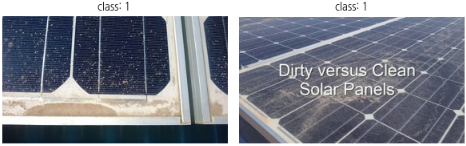 class: 1
class: 1
Dirty versus Clean
Solar Panels